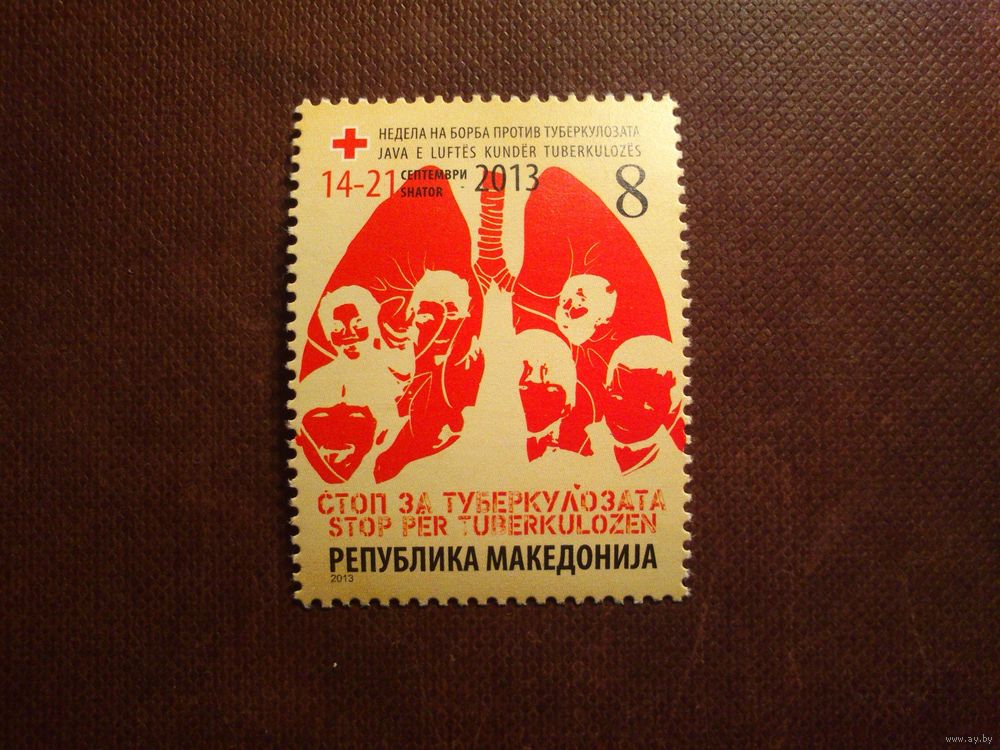 НЕДЕЛА НА БОРБА ПРОТИВ ТУБЕРКУЛОЗАТА
JAVA E LUFTËS KUNDËR TUBERKULOZËS
14-21 СЕПТЕМВРИ SHATOR 2013 8
СТОП ЗА ТУБЕРКУЛОЗАТА
STOP PER TUBERKULOZEN
РЕПУБЛИКА МАКЕДОНИЈА
2013
www.ay.by